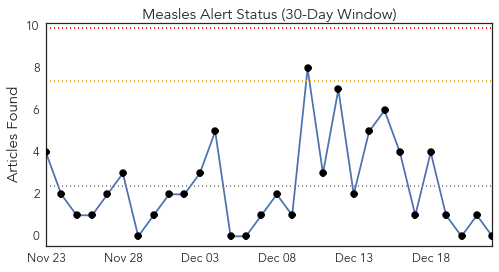 Measles Alert Status (30-Day Window)
Articles Found
10
8
6
4
2
0
Nov 23
Nov 28
Dec 03
Dec 08
Dec 13
Dec 18